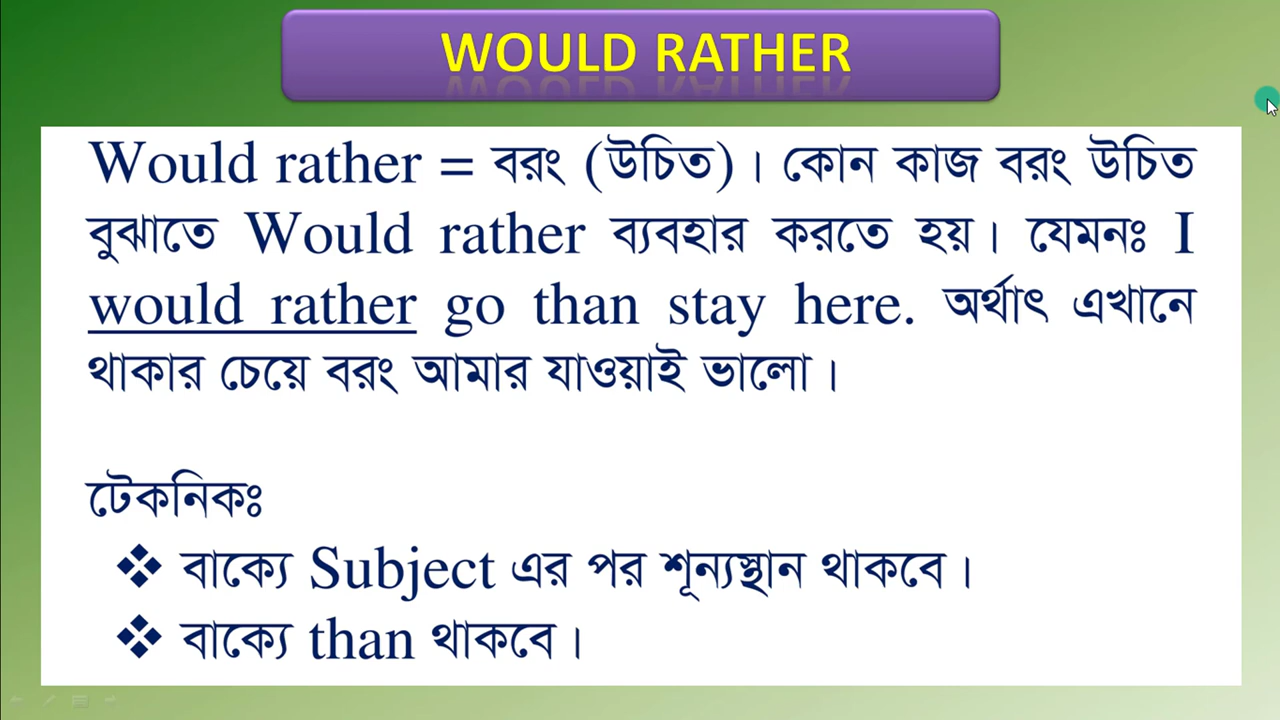 WOULD RATHER
Would rather = বরং (উচিত)। কোন কাজ বরং উচিত
বুঝাতে Would rather ব্যবহার করতে হয়। যেমনঃ I
would rather go than stay here. অর্থাৎ এখানে
থাকার চেয়ে বরং আমার যাওয়াই ভালো।
টেকনিকঃ
❖ বাক্যে Subject এর পর শূন্যস্থান থাকবে।
❖ বাক্যে than থাকবে।